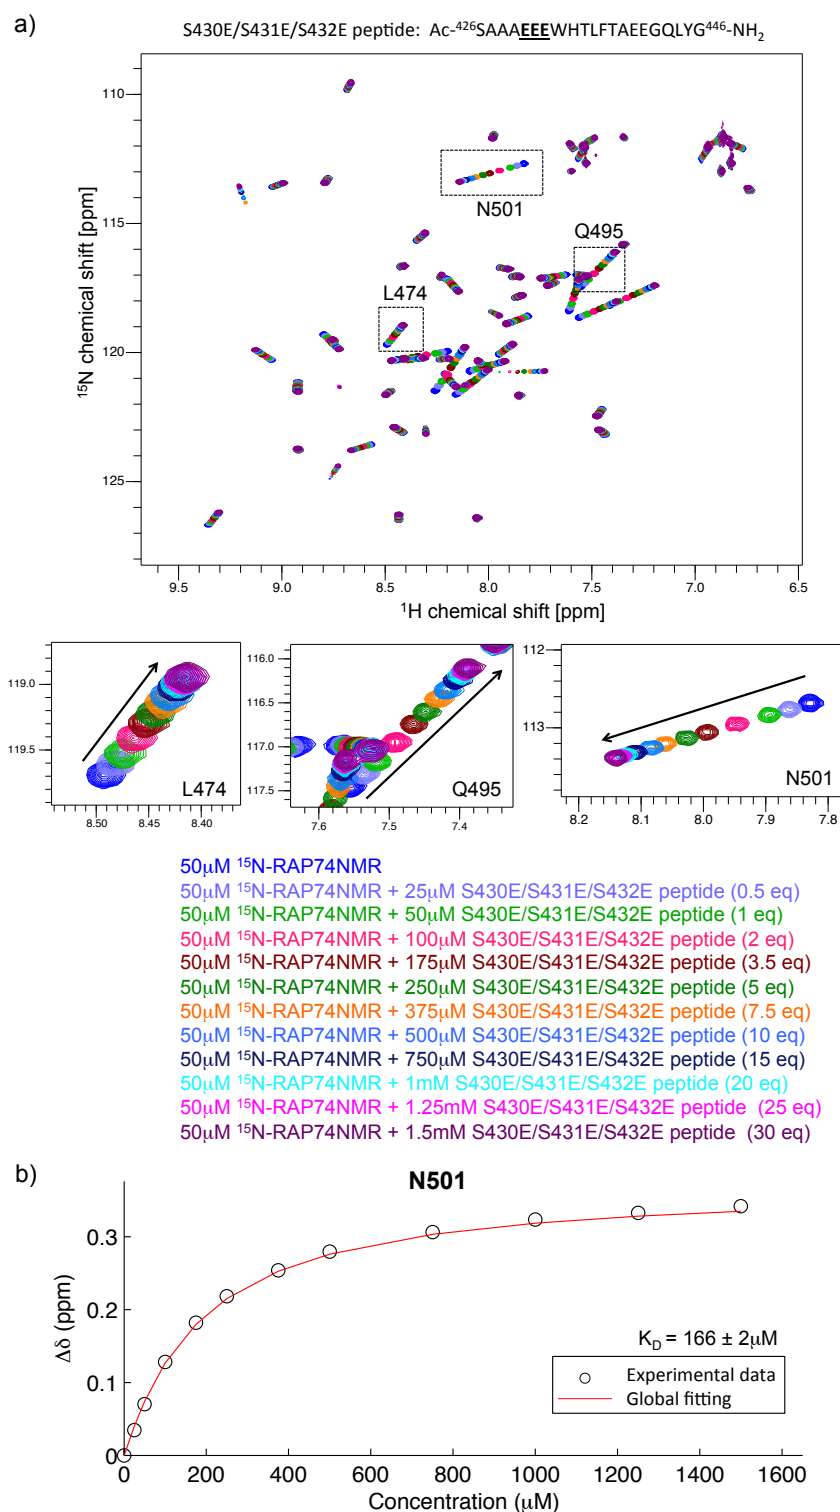 a)
S430E/S431E/S432E peptide: Ac-⁴²⁶SAAAEEEWHTLFTAEEGQLYG⁴⁴⁶-NH₂
110
115
120
125
¹⁵N chemical shift [ppm]
N501
Q495
L474
9.5 9.0 8.5 8.0 7.5 7.0 6.5
¹H chemical shift [ppm]
119.0
119.5
L474
8.50 8.45 8.40
116.0
116.5
117.0
117.5
Q495
7.6 7.5 7.4
112
113
N501
8.2 8.1 8.0 7.9 7.8
50μM ¹⁵N-RAP74NMR
50μM ¹⁵N-RAP74NMR + 25μM S430E/S431E/S432E peptide (0.5 eq)
50μM ¹⁵N-RAP74NMR + 50μM S430E/S431E/S432E peptide (1 eq)
50μM ¹⁵N-RAP74NMR + 100μM S430E/S431E/S432E peptide (2 eq)
50μM ¹⁵N-RAP74NMR + 175μM S430E/S431E/S432E peptide (3.5 eq)
50μM ¹⁵N-RAP74NMR + 250μM S430E/S431E/S432E peptide (5 eq)
50μM ¹⁵N-RAP74NMR + 375μM S430E/S431E/S432E peptide (7.5 eq)
50μM ¹⁵N-RAP74NMR + 500μM S430E/S431E/S432E peptide (10 eq)
50μM ¹⁵N-RAP74NMR + 750μM S430E/S431E/S432E peptide (15 eq)
50μM ¹⁵N-RAP74NMR + 1mM S430E/S431E/S432E peptide (20 eq)
50μM ¹⁵N-RAP74NMR + 1.25mM S430E/S431E/S432E peptide (25 eq)
50μM ¹⁵N-RAP74NMR + 1.5mM S430E/S431E/S432E peptide (30 eq)
b)
N501
0.3
0.2
0.1
0
Δδ (ppm)
K_D = 166 ± 2μM
Experimental data
Global fitting
0 200 400 600 800 1000 1200 1400 1600
Concentration (μM)